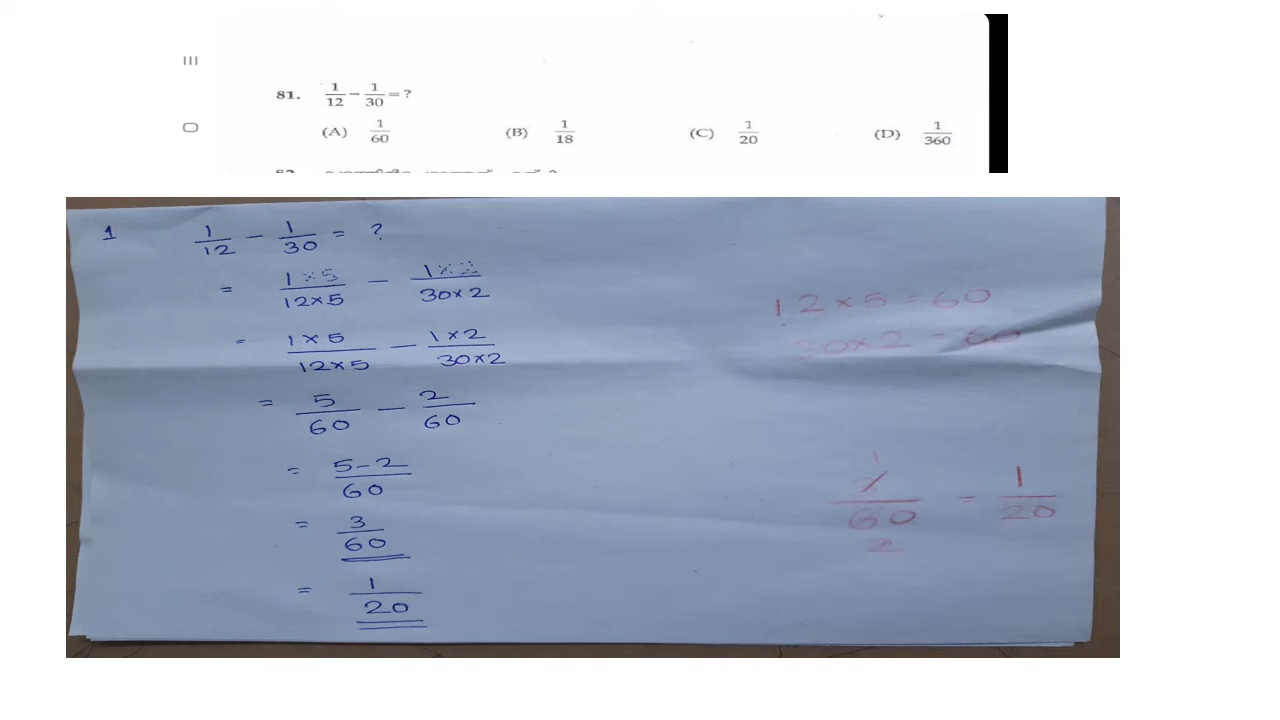 81. 1/12 - 1/30 = ?
(A) 1/60 (B) 1/18 (C) 1/20 (D) 1/360
1 1/12 - 1/30 = ?
= 1×5/12×5 - 1×2/30×2
= 1×5/12×5 - 1×2/30×2
= 5/60 - 2/60
= 5-2/60
= 3/60
= 1/20
12×5=60
30×2=60
1
3/60 = 1/20
2